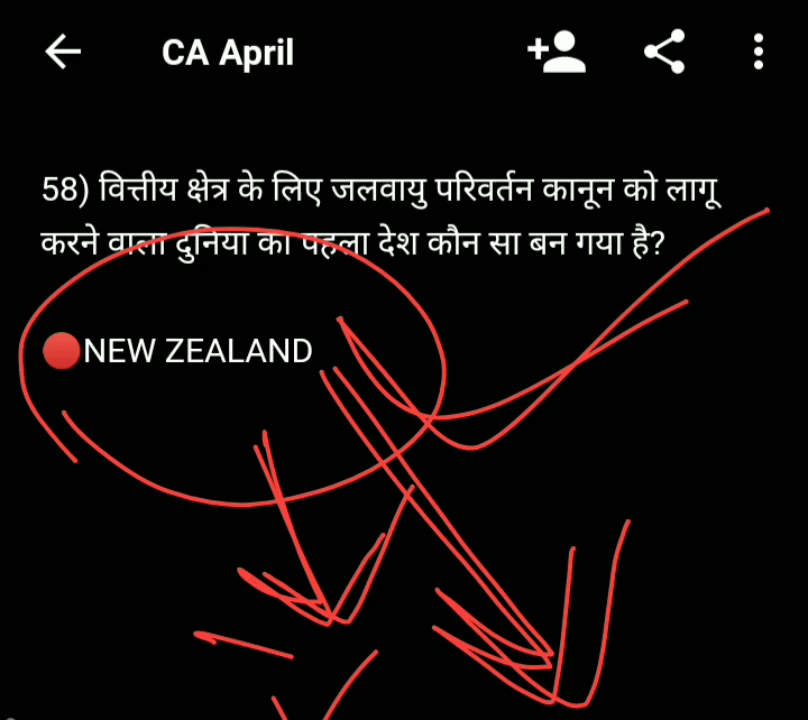 CA April
58) वित्तीय क्षेत्र के लिए जलवायु परिवर्तन कानून को लागू
करने वाला दुनिया का पहला देश कौन सा बन गया है?
NEW ZEALAND